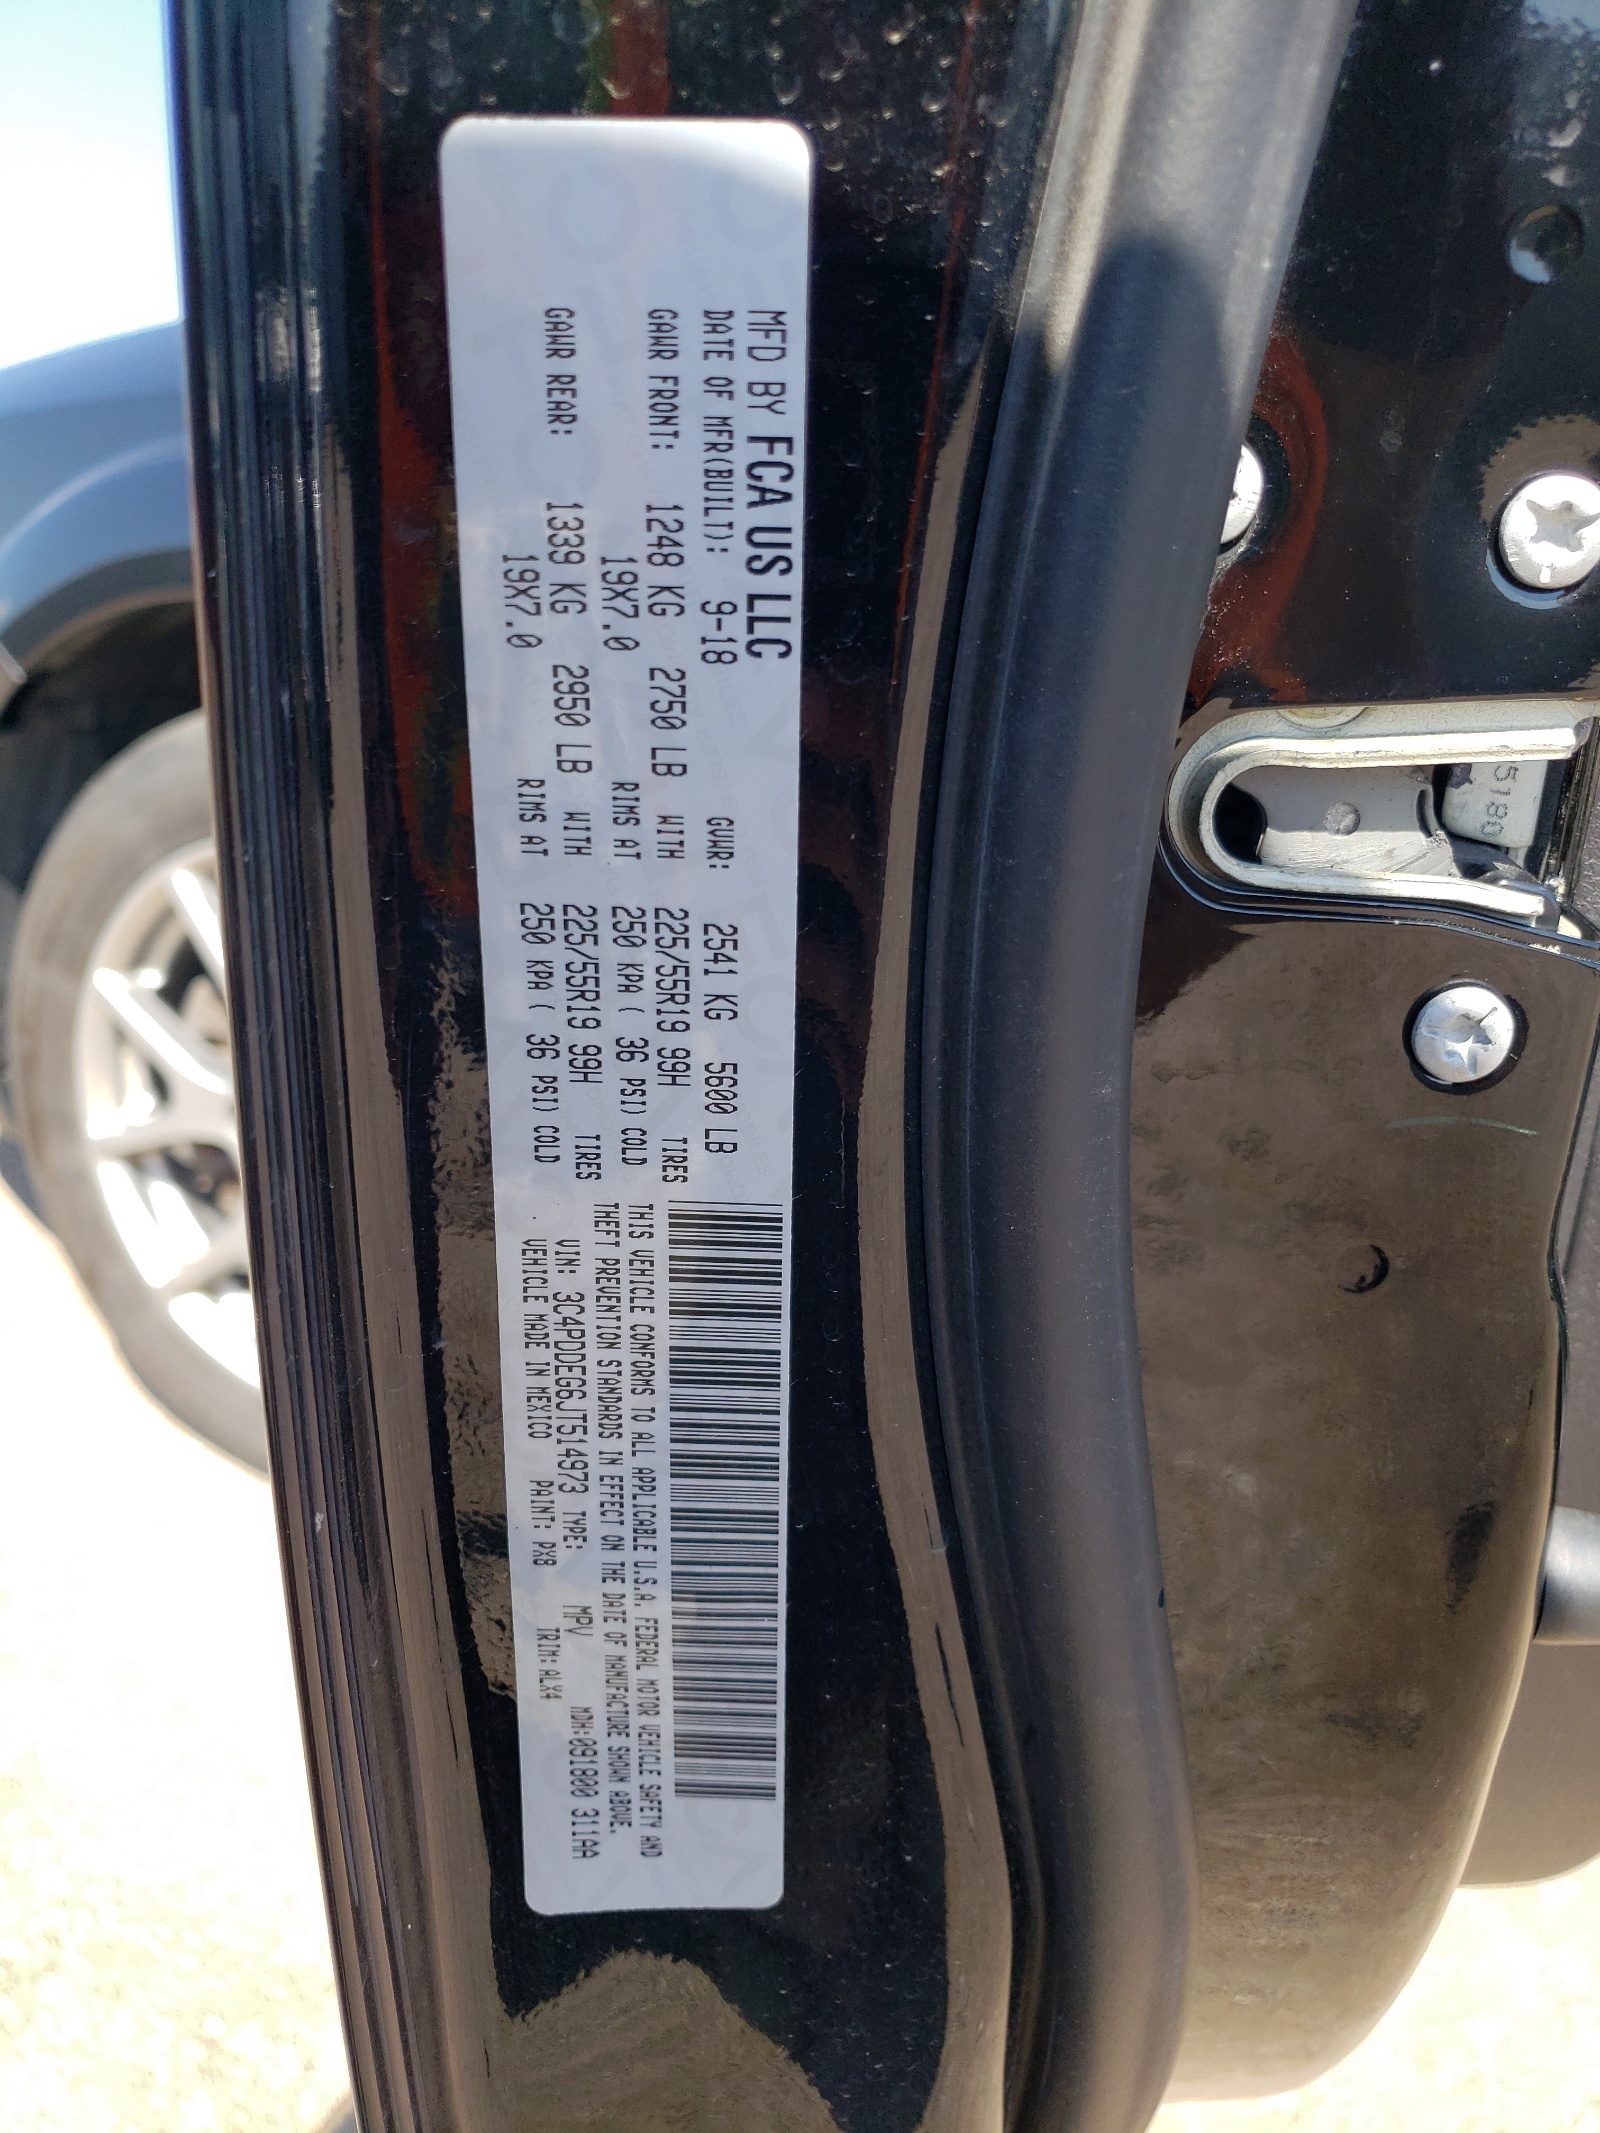 MFD BY FCA US LLC
DATE OF MFR(BUILT): 9-18 GVWR: 2541 KG 5600 LB
GAWR FRONT: 1248 KG 2750 LB WITH 225/55R19 99H TIRES
19X7.0 RIMS AT 250 KPA ( 36 PSI) COLD
GAWR REAR: 1339 KG 2950 LB WITH 225/55R19 99H TIRES
19X7.0 RIMS AT 250 KPA ( 36 PSI) COLD
THIS VEHICLE CONFORMS TO ALL APPLICABLE U.S.A. FEDERAL MOTOR VEHICLE SAFETY AND
THEFT PREVENTION STANDARDS IN EFFECT ON THE DATE OF MANUFACTURE SHOWN ABOVE.
VIN: 3C4PDDEG6JT514973 TYPE: MPV MDH:091800 311AA
VEHICLE MADE IN MEXICO PAINT: PX8 TRIM:ALX4
5180